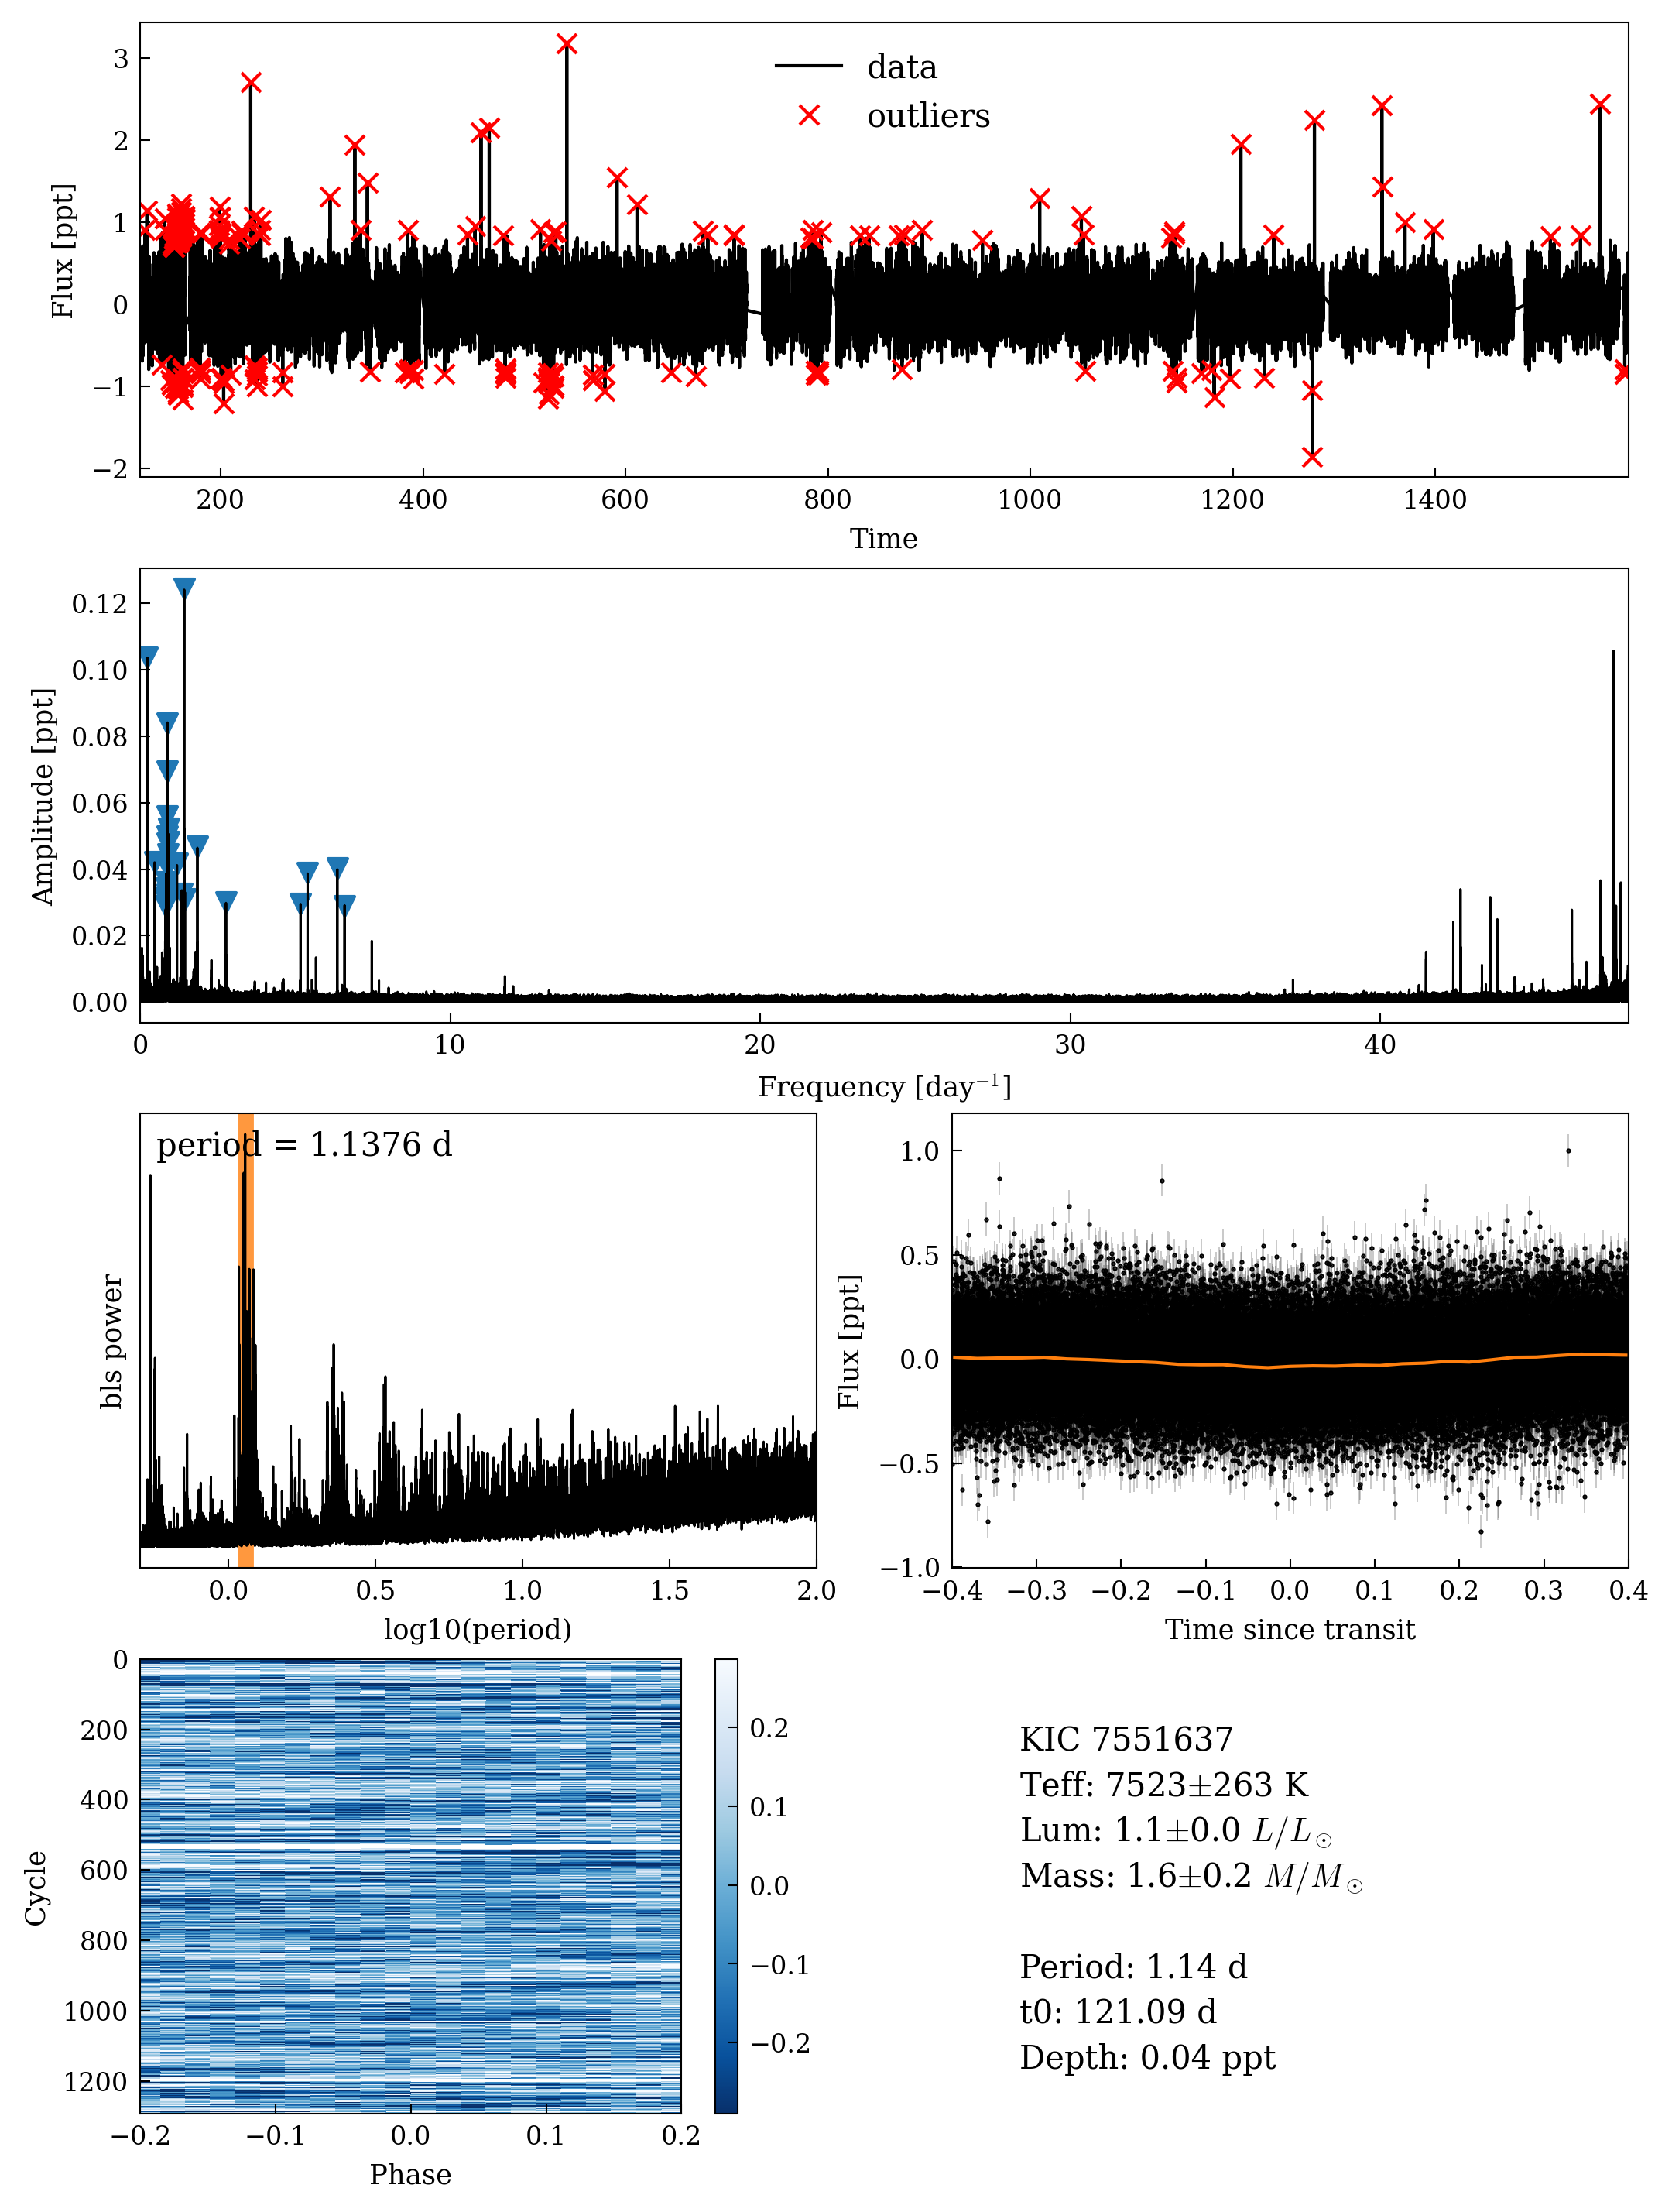 3
2
1
0
−1
−2
Flux [ppt]
data
outliers
200 400 600 800 1000 1200 1400
Time
0.12
0.10
0.08
0.06
0.04
0.02
0.00
Amplitude [ppt]
0 10 20 30 40
Frequency [day⁻¹]
period = 1.1376 d
bls power
0.0 0.5 1.0 1.5 2.0
log10(period)
1.0
0.5
0.0
−0.5
−1.0
Flux [ppt]
−0.4 −0.3 −0.2 −0.1 0.0 0.1 0.2 0.3 0.4
Time since transit
0
200
400
600
800
1000
1200
Cycle
−0.2 −0.1 0.0 0.1 0.2
Phase
0.2
0.1
0.0
−0.1
−0.2
KIC 7551637
Teff: 7523±263 K
Lum: 1.1±0.0 L/L☉
Mass: 1.6±0.2 M/M☉
Period: 1.14 d
t0: 121.09 d
Depth: 0.04 ppt